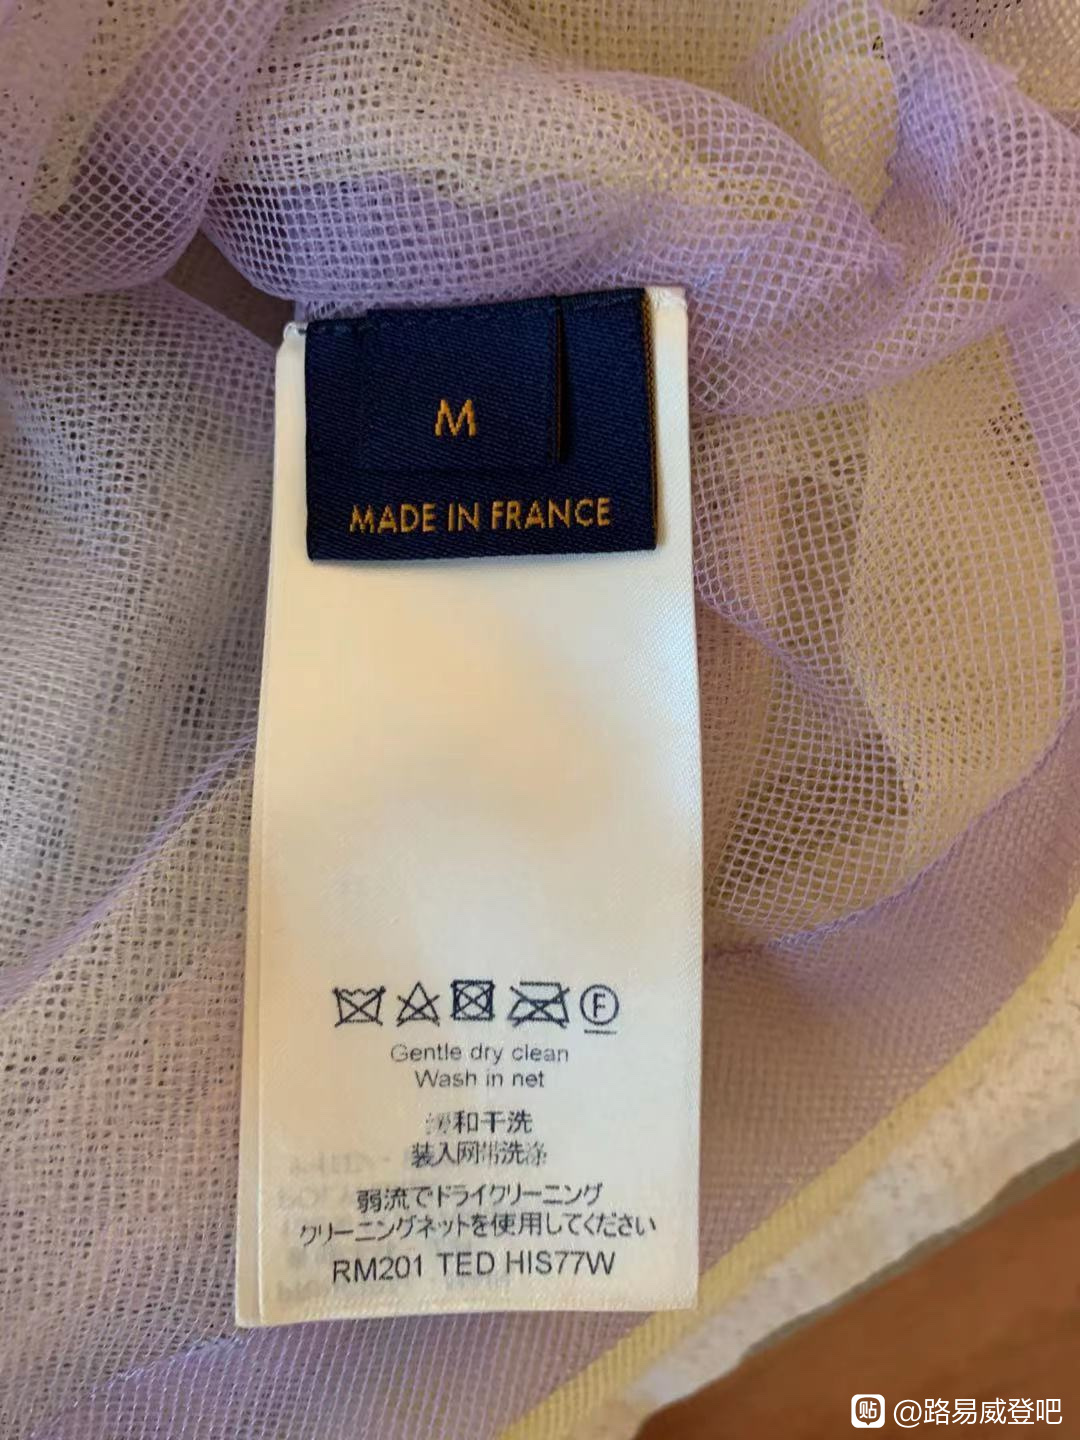 M
MADE IN FRANCE
F
Gentle dry clean
Wash in net
缓和干洗
装入网带洗涤
弱流でドライクリーニング
クリーニングネットを使用してください
RM201 TED HIS77W
贴 @路易威登吧